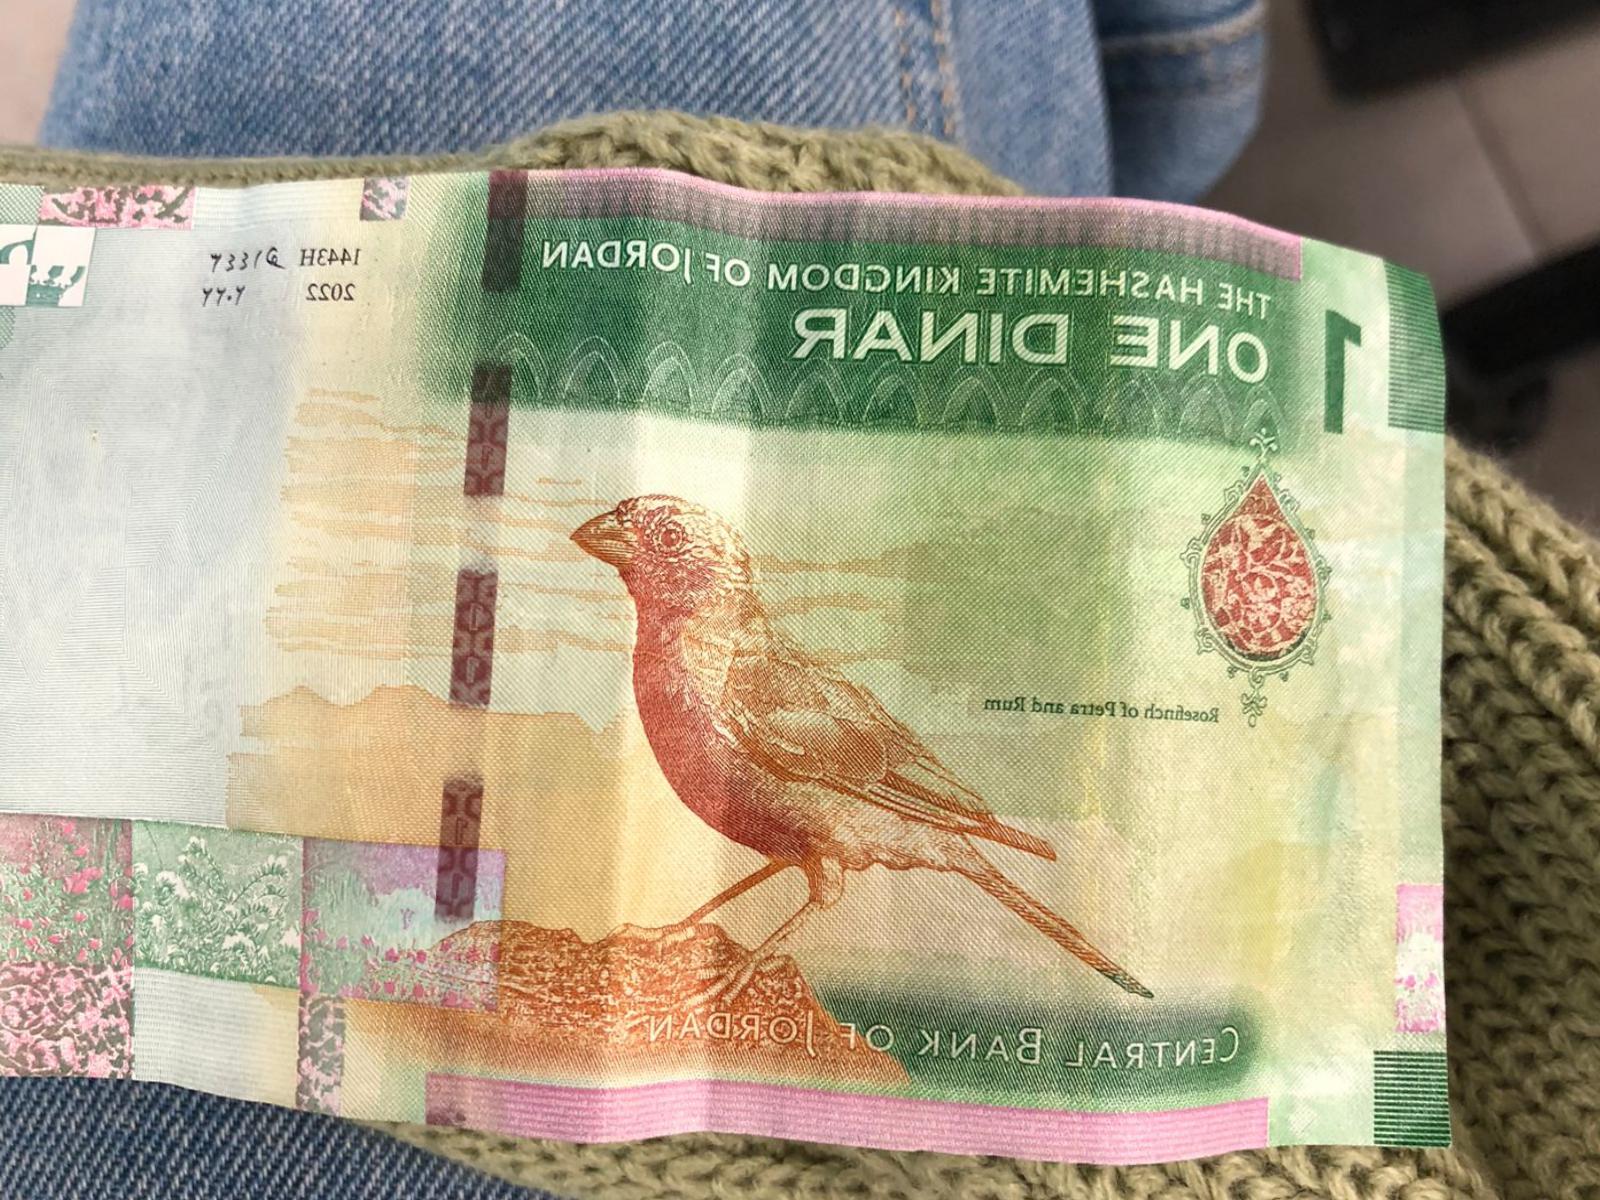 THE HASHEMITE KINGDOM OF JORDAN
ONE DINAR
1
1443H ١٤٤٣هـ
2022 ٢٠٢٢
Rosefinch of Petra and Rum
CENTRAL BANK OF JORDAN